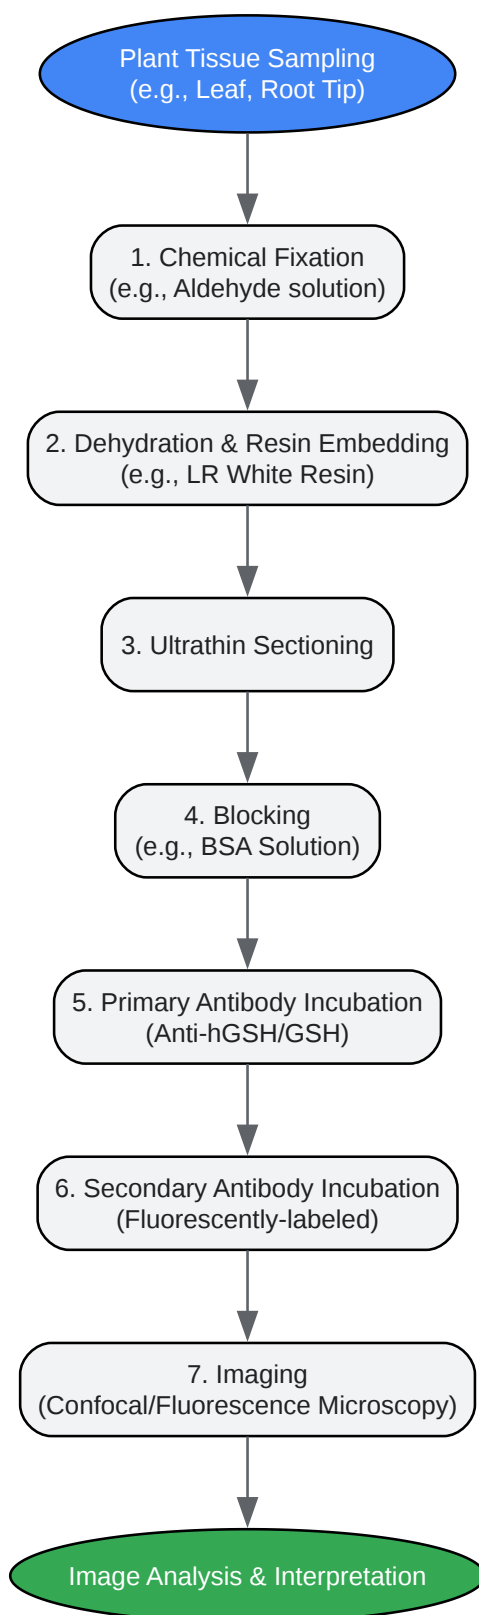 Plant Tissue Sampling
(e.g., Leaf, Root Tip)
1. Chemical Fixation
(e.g., Aldehyde solution)
2. Dehydration & Resin Embedding
(e.g., LR White Resin)
3. Ultrathin Sectioning
4. Blocking
(e.g., BSA Solution)
5. Primary Antibody Incubation
(Anti-hGSH/GSH)
6. Secondary Antibody Incubation
(Fluorescently-labeled)
7. Imaging
(Confocal/Fluorescence Microscopy)
Image Analysis & Interpretation